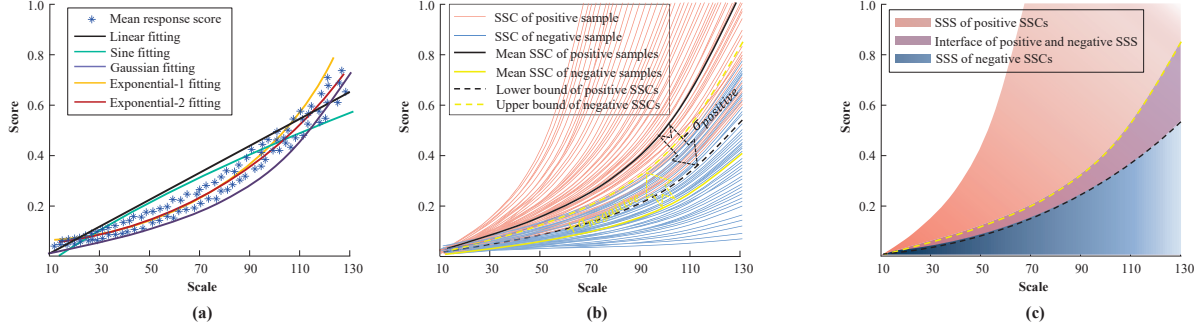 1.0
0.8
0.6
0.4
0.2
Score
10
30
50
70
90
110
130
Scale
Mean response score
Linear fitting
Sine fitting
Gaussian fitting
Exponential-1 fitting
Exponential-2 fitting
(a)
1.0
0.8
0.6
0.4
0.2
Score
10
30
50
70
90
110
130
Scale
SSC of positive sample
SSC of negative sample
Mean SSC of positive samples
Mean SSC of negative samples
Lower bound of positive SSCs
Upper bound of negative SSCs
σpositive
(b)
1.0
0.8
0.6
0.4
0.2
Score
10
30
50
70
90
110
130
Scale
SSS of positive SSCs
Interface of positive and negative SSS
SSS of negative SSCs
(c)